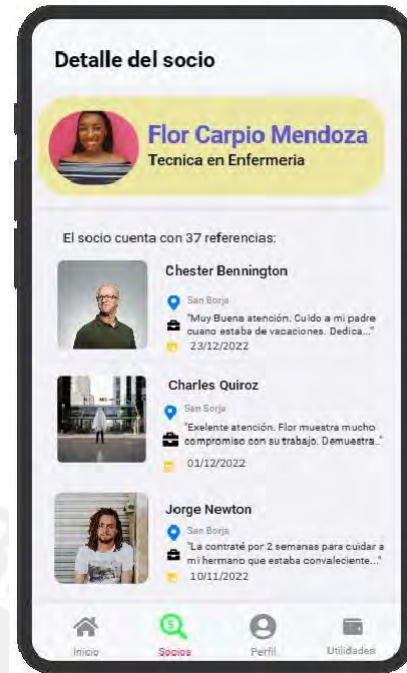 Detalle del socio
Flor Carpio Mendoza
Tecnica en Enfermeria
El socio cuenta con 37 referencias:
Chester Bennington
San Borja
"Muy Buena atención. Cuido a mi padre
cuano estaba de vacaciones. Dedica..."
23/12/2022
Charles Quiroz
San Borja
"Exelente atención. Flor muestra mucho
compromiso con su trabajo. Demuestra.."
01/12/2022
Jorge Newton
San Borja
"La contraté por 2 semanas para cuidar a
mi hermano que estaba convaleciente..."
10/11/2022
Inicio
Socios
Perfil
Utilidades